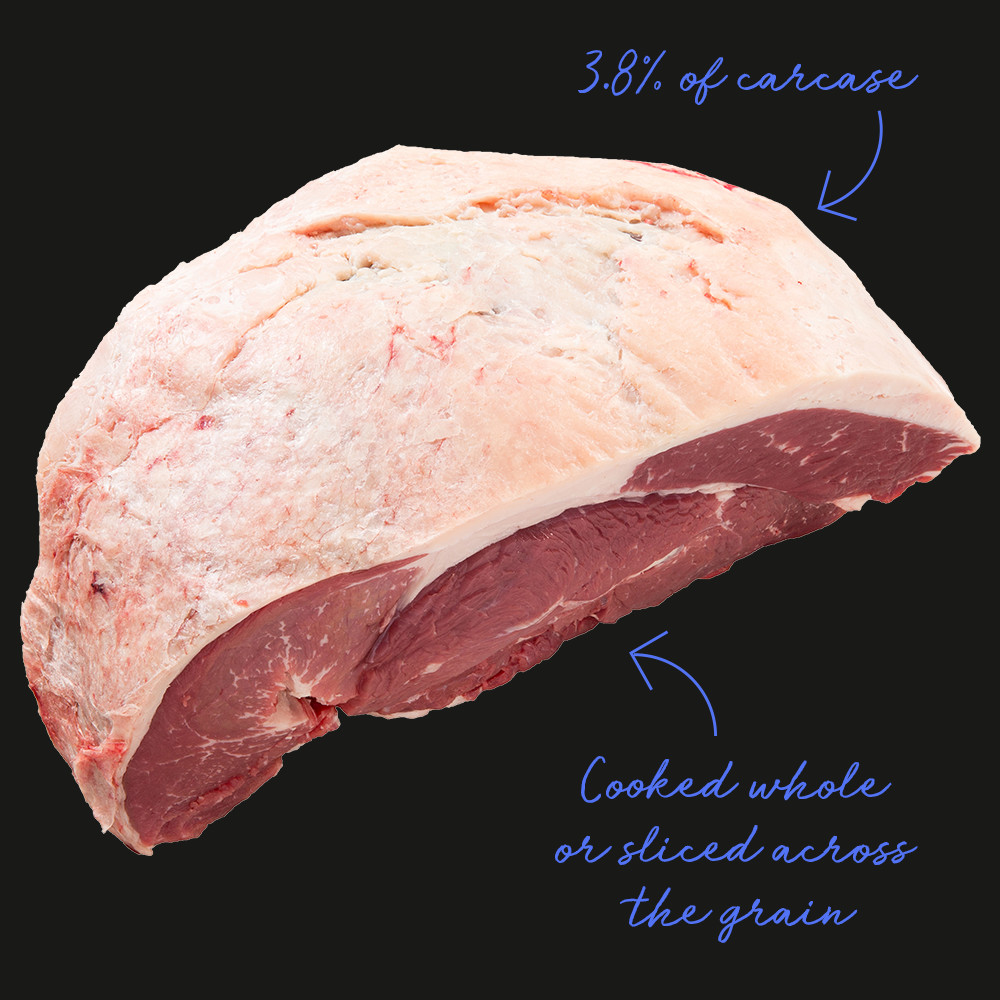 3.8% of carcase
Cooked whole
or sliced across
the grain